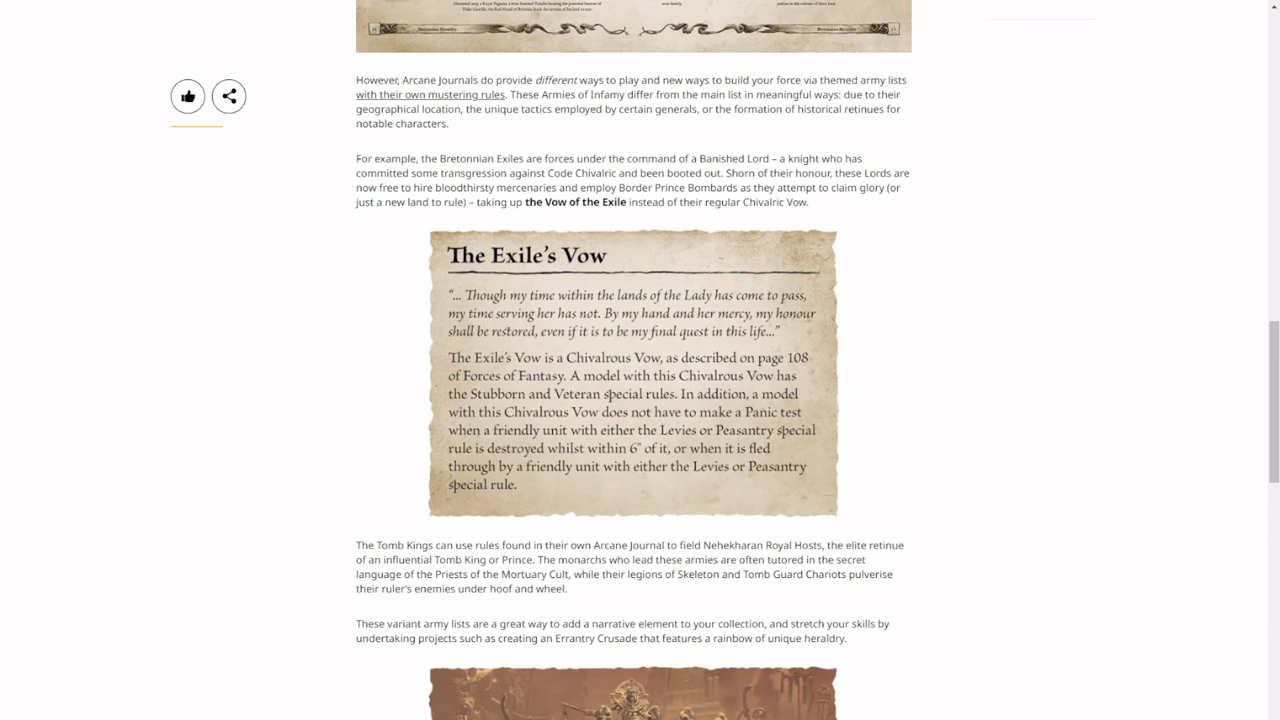 Bretonnian Heraldry
Bretonnian Heraldry
However, Arcane Journals do provide different ways to play and new ways to build your force via themed army lists
with their own mustering rules. These Armies of Infamy differ from the main list in meaningful ways: due to their
geographical location, the unique tactics employed by certain generals, or the formation of historical retinues for
notable characters.
For example, the Bretonnian Exiles are forces under the command of a Banished Lord – a knight who has
committed some transgression against Code Chivalric and been booted out. Shorn of their honour, these Lords are
now free to hire bloodthirsty mercenaries and employ Border Prince Bombards as they attempt to claim glory (or
just a new land to rule) – taking up the Vow of the Exile instead of their regular Chivalric Vow.
The Exile's Vow
"... Though my time within the lands of the Lady has come to pass,
my time serving her has not. By my hand and her mercy, my honour
shall be restored, even if it is to be my final quest in this life..."
The Exile's Vow is a Chivalrous Vow, as described on page 108
of Forces of Fantasy. A model with this Chivalrous Vow has
the Stubborn and Veteran special rules. In addition, a model
with this Chivalrous Vow does not have to make a Panic test
when a friendly unit with either the Levies or Peasantry special
rule is destroyed whilst within 6" of it, or when it is fled
through by a friendly unit with either the Levies or Peasantry
special rule.
The Tomb Kings can use rules found in their own Arcane Journal to field Nehekharan Royal Hosts, the elite retinue
of an influential Tomb King or Prince. The monarchs who lead these armies are often tutored in the secret
language of the Priests of the Mortuary Cult, while their legions of Skeleton and Tomb Guard Chariots pulverise
their ruler's enemies under hoof and wheel.
These variant army lists are a great way to add a narrative element to your collection, and stretch your skills by
undertaking projects such as creating an Errantry Crusade that features a rainbow of unique heraldry.